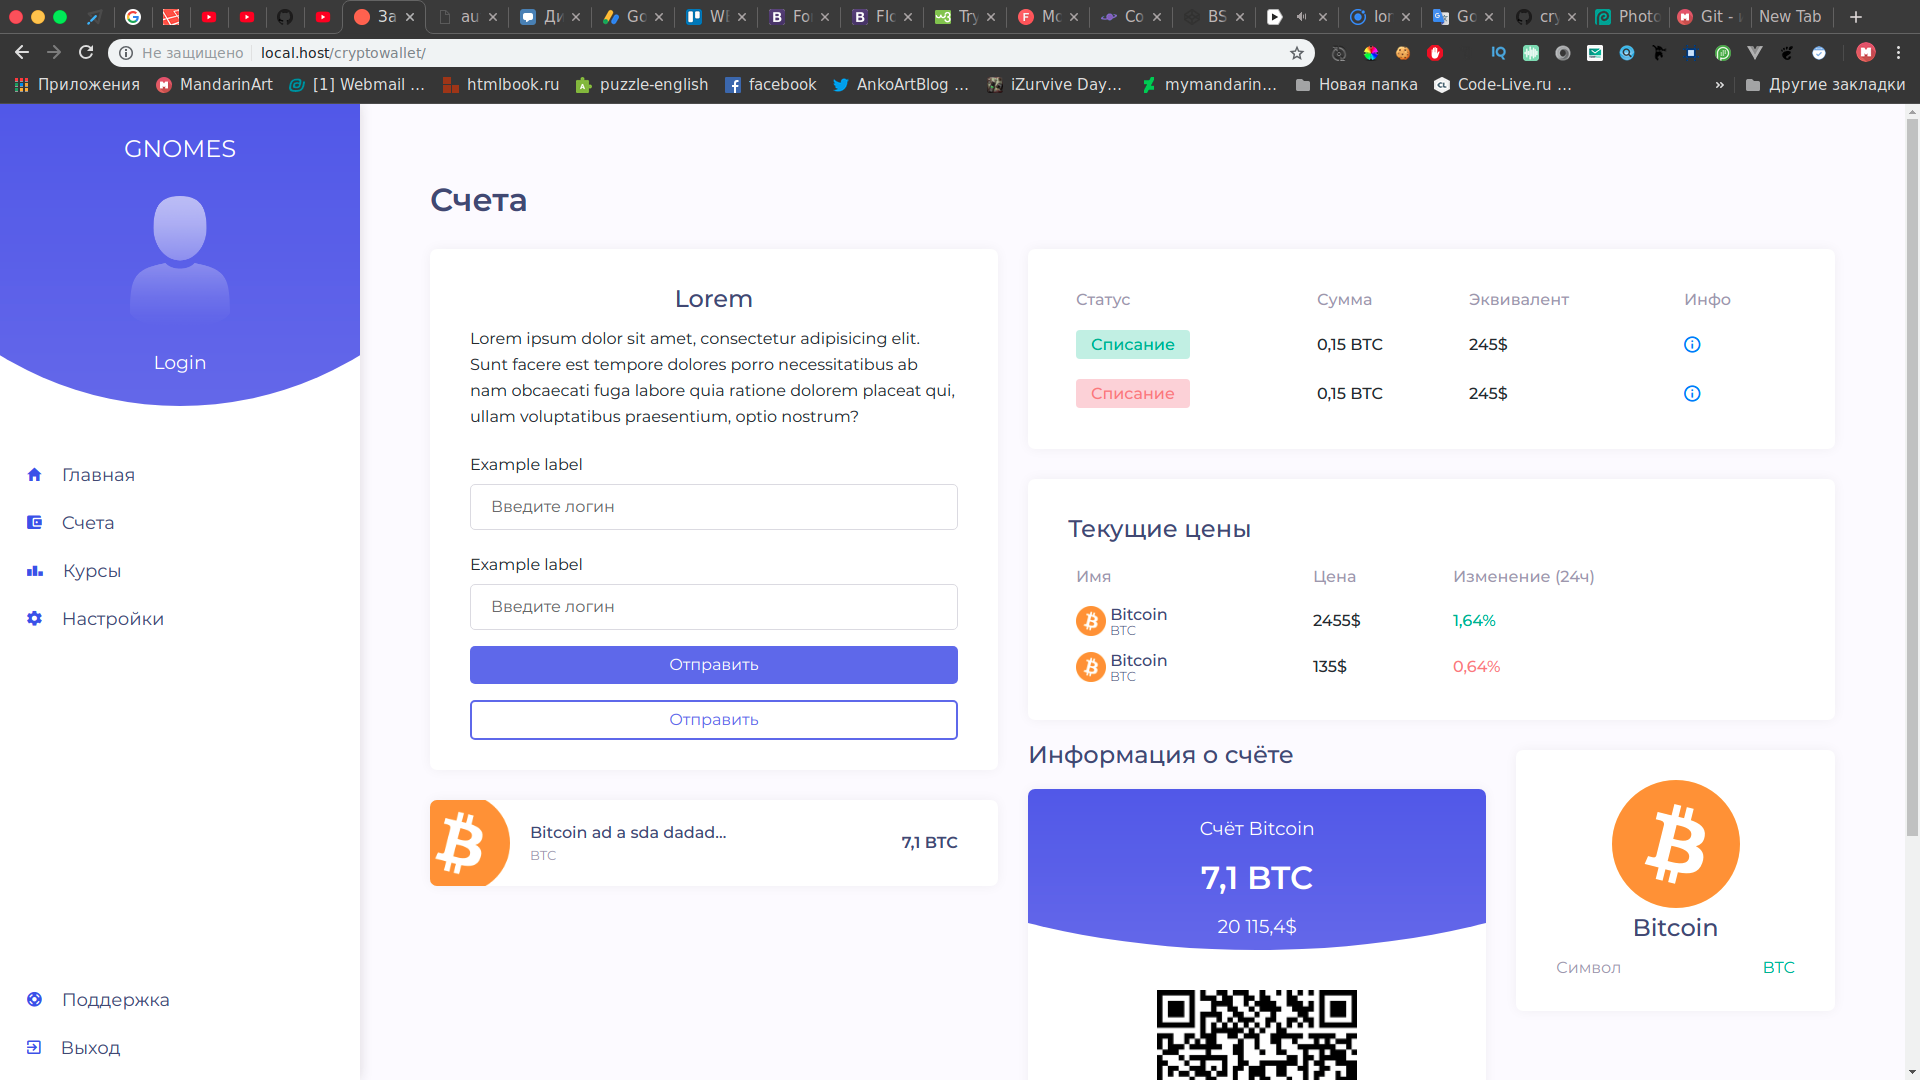 За
au
Ди
Go
WE
Fo
Flo
Try
Mo
Co
BS
Ior
Go
cry
Photo
Git -
New Tab
Не защищено
local.host/cryptowallet/
Приложения
MandarinArt
[1] Webmail ...
htmlbook.ru
puzzle-english
facebook
AnkoArtBlog ...
iZurvive Day...
mymandarin...
Новая папка
Code-Live.ru ...
»
Другие закладки
GNOMES
Login
Главная
Счета
Курсы
Настройки
Поддержка
Выход
Счета
Lorem
Lorem ipsum dolor sit amet, consectetur adipisicing elit.
Sunt facere est tempore dolores porro necessitatibus ab
nam obcaecati fuga labore quia ratione dolorem placeat qui,
ullam voluptatibus praesentium, optio nostrum?
Example label
Введите логин
Example label
Введите логин
Отправить
Отправить
Bitcoin ad a sda dadad...
BTC
7,1 BTC
Статус Сумма Эквивалент Инфо
Списание 0,15 BTC 245$
Списание 0,15 BTC 245$
Текущие цены
Имя Цена Изменение (24ч)
Bitcoin
BTC
2455$ 1,64%
Bitcoin
BTC
135$ 0,64%
Информация о счёте
Счёт Bitcoin
7,1 BTC
20 115,4$
Bitcoin
Символ BTC